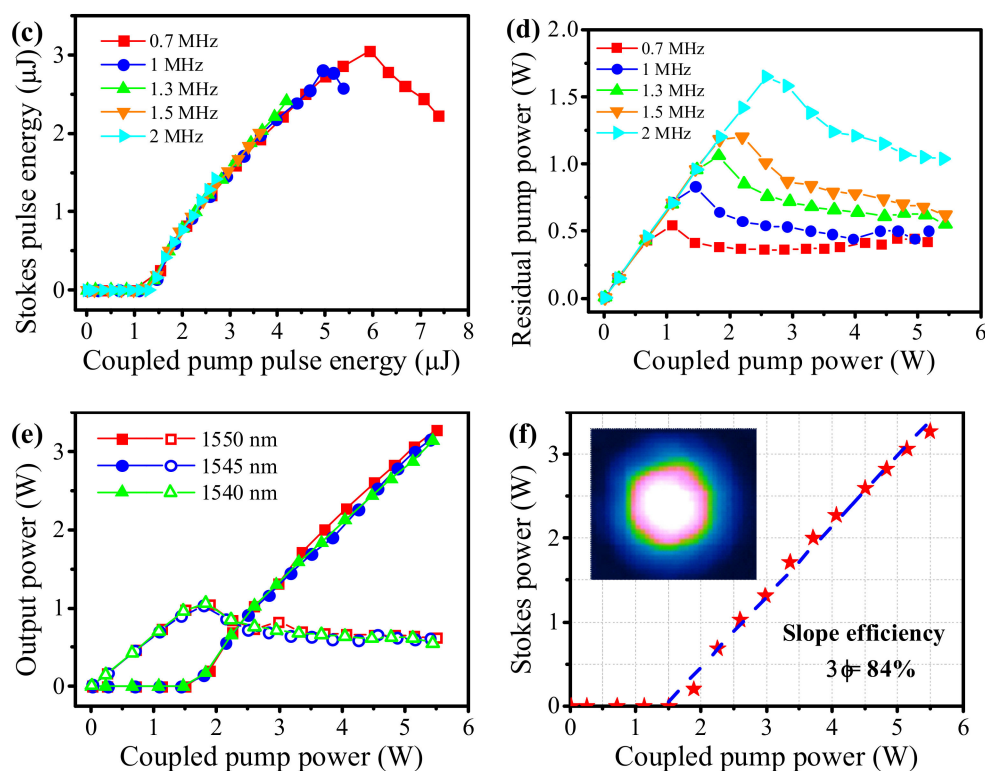 (c)
0.7 MHz
1 MHz
1.3 MHz
1.5 MHz
2 MHz
Stokes pulse energy (µJ)
3
2
1
0
0 1 2 3 4 5 6 7 8
Coupled pump pulse energy (µJ)
(d)
0.7 MHz
1 MHz
1.3 MHz
1.5 MHz
2 MHz
Residual pump power (W)
2.0
1.5
1.0
0.5
0.0
0 1 2 3 4 5 6
Coupled pump power (W)
(e)
1550 nm
1545 nm
1540 nm
Output power (W)
3
2
1
0
0 1 2 3 4 5 6
Coupled pump power (W)
(f)
Stokes power (W)
3
2
1
0
Slope efficiency
3ϕ= 84%
0 1 2 3 4 5 6
Coupled pump power (W)